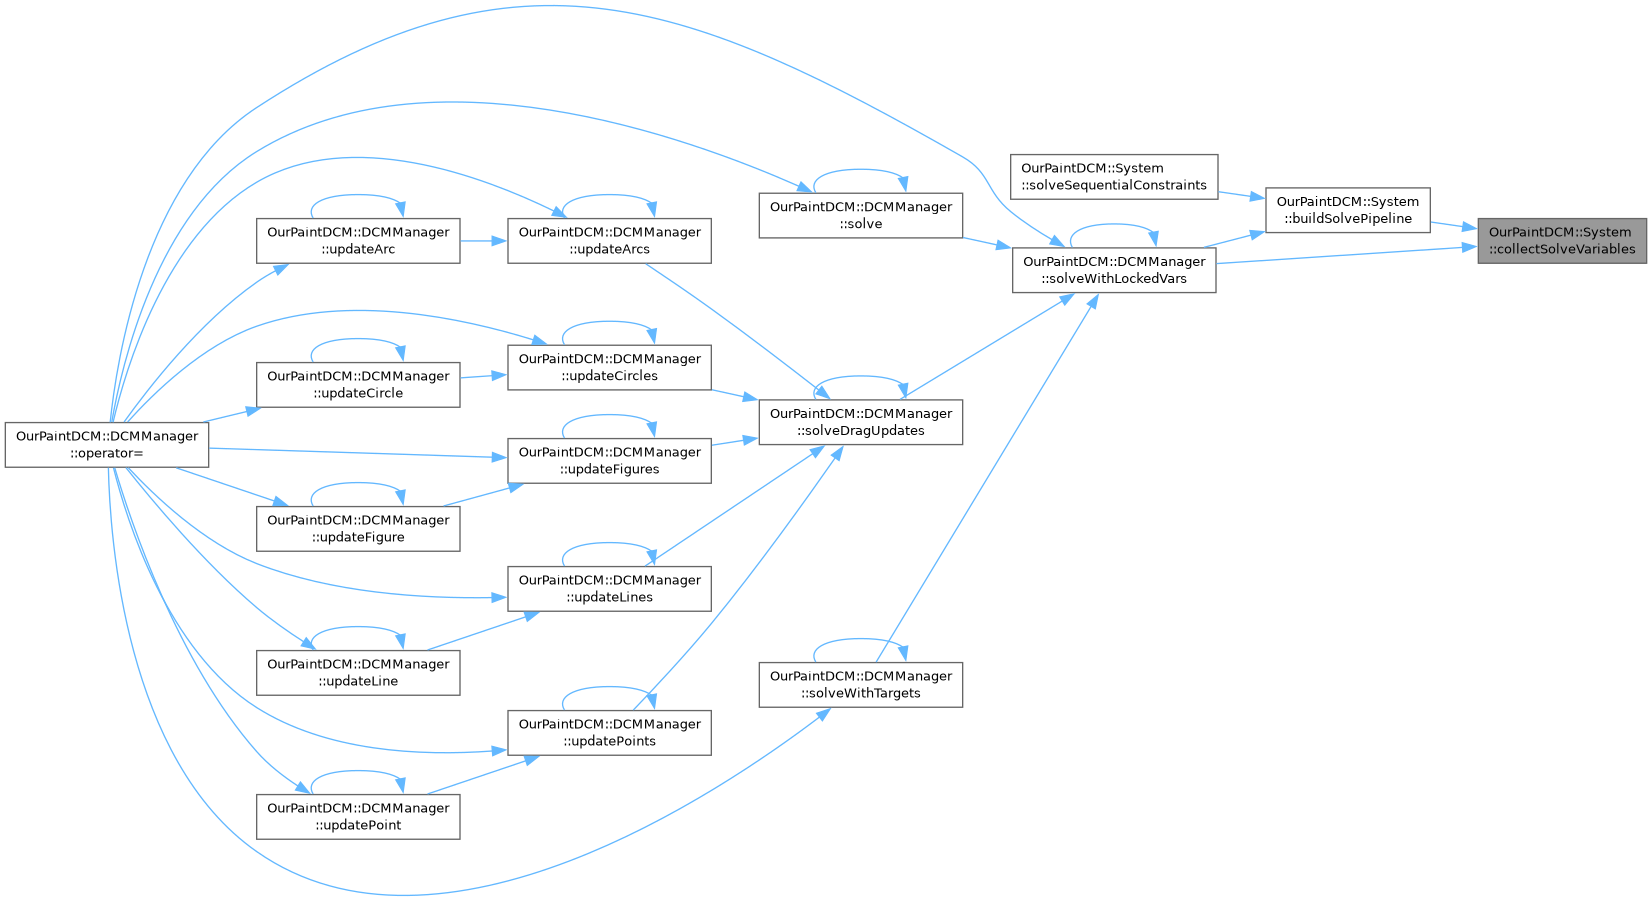 OurPaintDCM::DCMManager
::operator=
OurPaintDCM::DCMManager
::updateArc
OurPaintDCM::DCMManager
::updateCircle
OurPaintDCM::DCMManager
::updateFigure
OurPaintDCM::DCMManager
::updateLine
OurPaintDCM::DCMManager
::updatePoint
OurPaintDCM::DCMManager
::updateArcs
OurPaintDCM::DCMManager
::updateCircles
OurPaintDCM::DCMManager
::updateFigures
OurPaintDCM::DCMManager
::updateLines
OurPaintDCM::DCMManager
::updatePoints
OurPaintDCM::DCMManager
::solve
OurPaintDCM::DCMManager
::solveDragUpdates
OurPaintDCM::DCMManager
::solveWithTargets
OurPaintDCM::System
::solveSequentialConstraints
OurPaintDCM::DCMManager
::solveWithLockedVars
OurPaintDCM::System
::buildSolvePipeline
OurPaintDCM::System
::collectSolveVariables